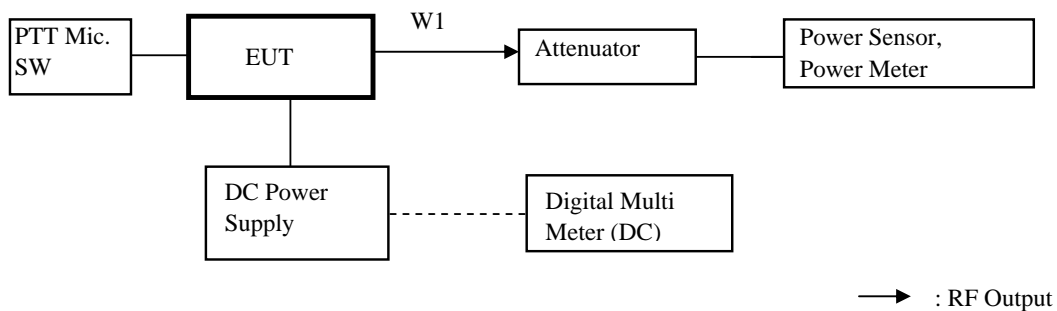 W1
PTT Mic.
SW
EUT
Attenuator
Power Sensor,
Power Meter
DC Power
Supply
Digital Multi
Meter (DC)
: RF Output